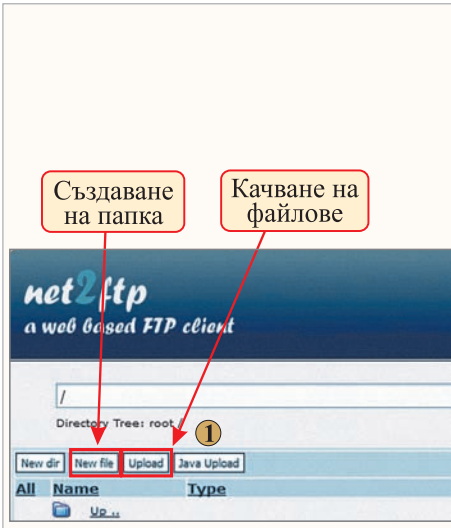 Създаване
на папка
Качване на
файлове
net2ftp
a web based FTP client
/
Directory Tree: root /
1
New dir New file Upload Java Upload
All Name Type
Up ..